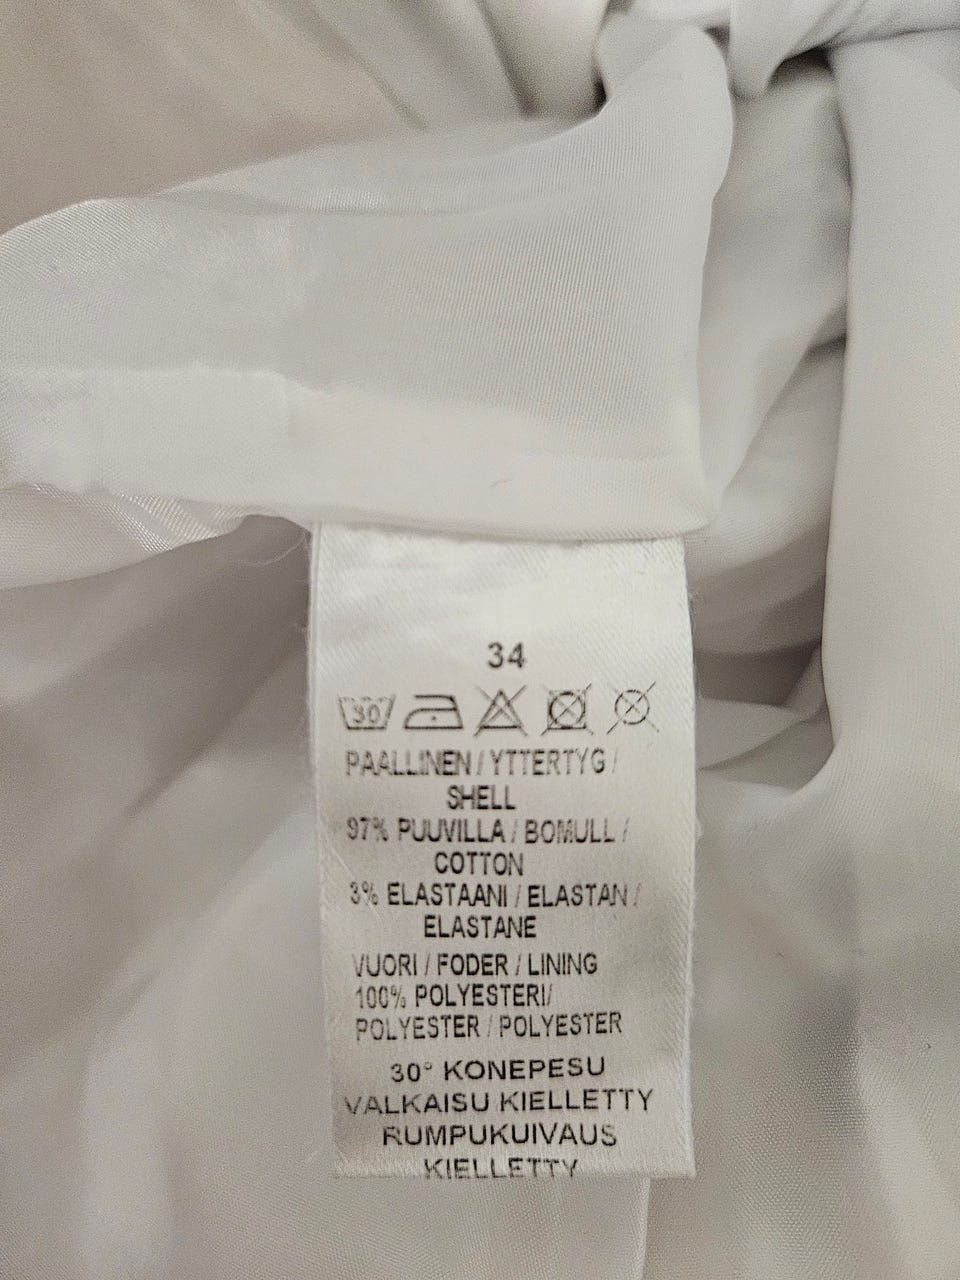 34
30
PAALLINEN / YTTERTYG /
SHELL
97% PUUVILLA / BOMULL /
COTTON
3% ELASTAANI / ELASTAN /
ELASTANE
VUORI / FODER / LINING
100% POLYESTERI/
POLYESTER / POLYESTER
30° KONEPESU
VALKAISU KIELLETTY
RUMPUKUIVAUS
KIELLETTY